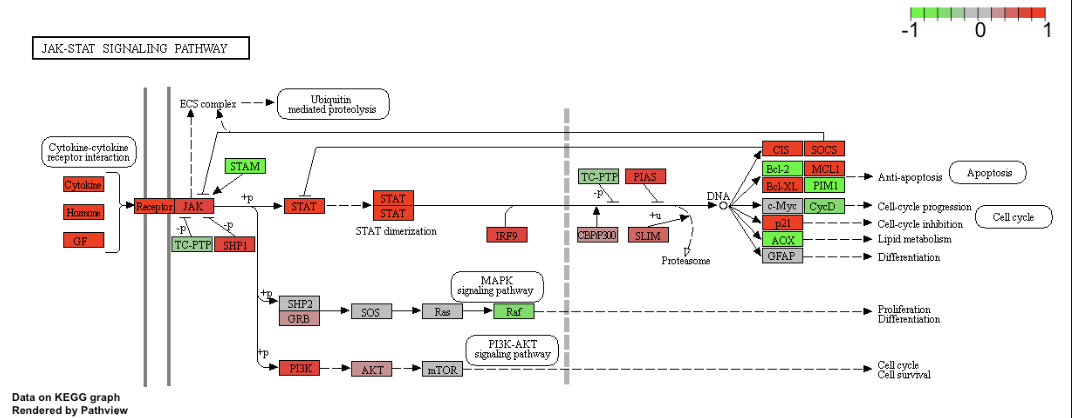 -1 0 1
JAK-STAT SIGNALING PATHWAY
ECS complex
Ubiquitin
mediated proteolysis
Cytokine-cytokine
receptor interaction
STAM
Cytokine
Hormone
GF
Receptor
JAK
+p
-p
-p
TC-PTP
SHP1
STAT
STAT
STAT
STAT dimerization
IRF9
TC-PTP
PIAS
-p
+u
CBP/P300
SLIM
Proteasome
DNA
CIS
SOCS
Bcl-2
MCL1
Bcl-XL
PIM1
c-Myc
CycD
p21
AOX
GFAP
Anti-apoptosis
Apoptosis
Cell-cycle progression
Cell-cycle inhibition
Cell cycle
Lipid metabolism
Differentiation
+p
SHP2
GRB
SOS
Ras
Raf
MAPK
signaling pathway
Proliferation
Differentiation
+p
PI3K
AKT
mTOR
PI3K-AKT
signaling pathway
Cell cycle
Cell survival
Data on KEGG graph
Rendered by Pathview